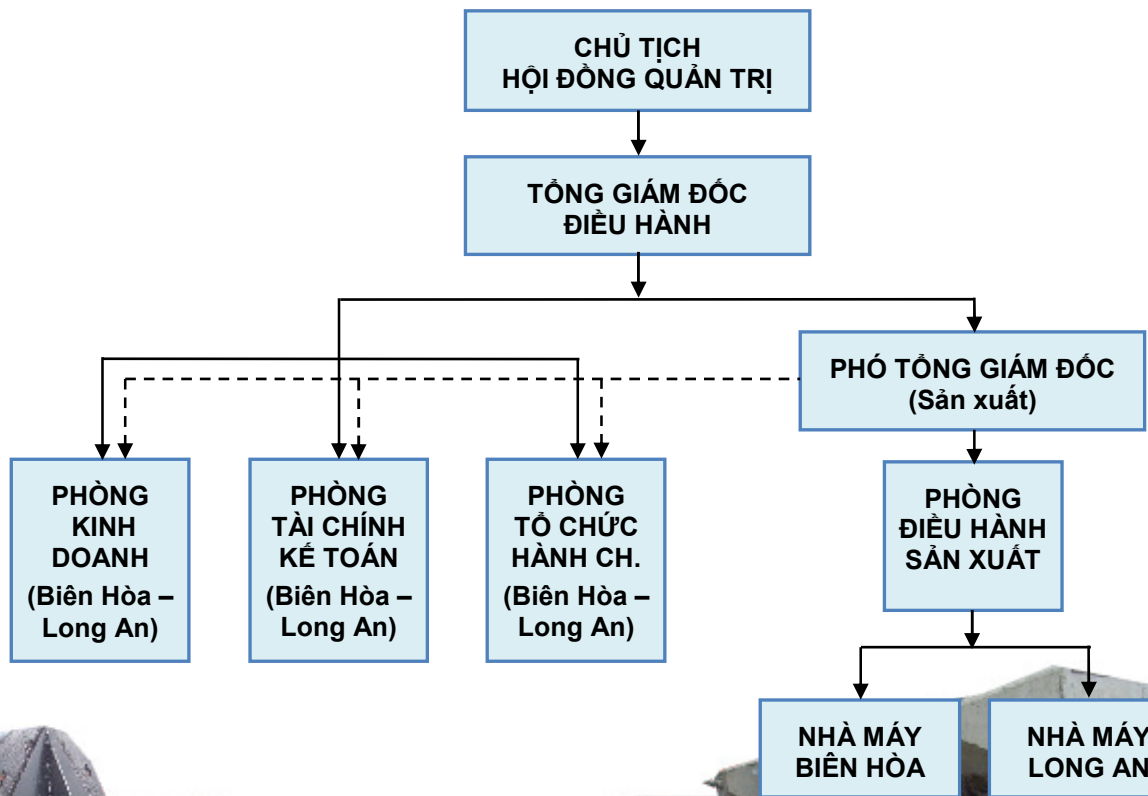 CHỦ TỊCH
HỘI ĐỒNG QUẢN TRỊ
TỔNG GIÁM ĐỐC
ĐIỀU HÀNH
PHÓ TỔNG GIÁM ĐỐC
(Sản xuất)
PHÒNG
KINH
DOANH
(Biên Hòa –
Long An)
PHÒNG
TÀI CHÍNH
KẾ TOÁN
(Biên Hòa –
Long An)
PHÒNG
TỔ CHỨC
HÀNH CH.
(Biên Hòa –
Long An)
PHÒNG
ĐIỀU HÀNH
SẢN XUẤT
NHÀ MÁY
BIÊN HÒA
NHÀ MÁY
LONG AN